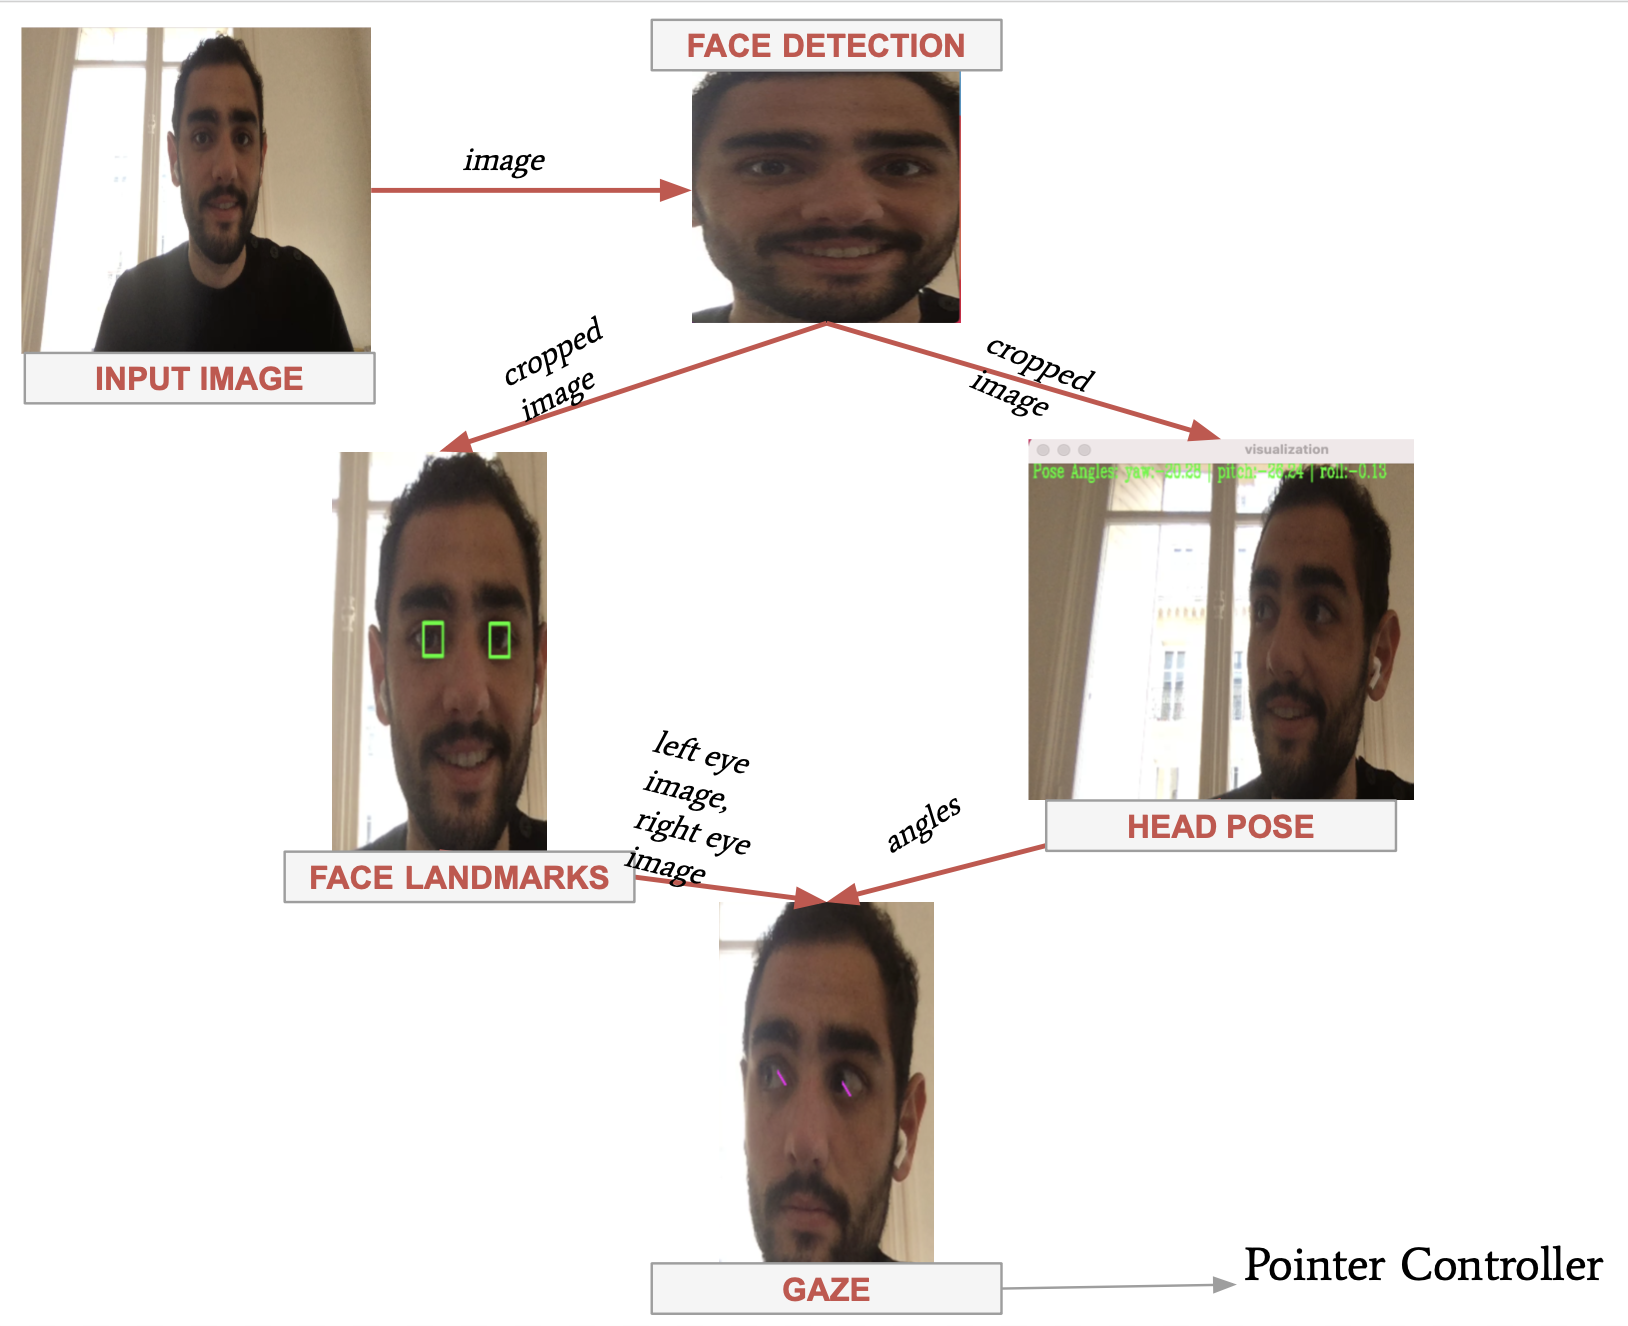 FACE DETECTION
image
INPUT IMAGE
cropped
image
cropped
image
visualization
Pose Angles: yaw:-20.28 | pitch:-26.24 | roll:-0.13
left eye
image,
right eye
image
angles
HEAD POSE
FACE LANDMARKS
GAZE
Pointer Controller